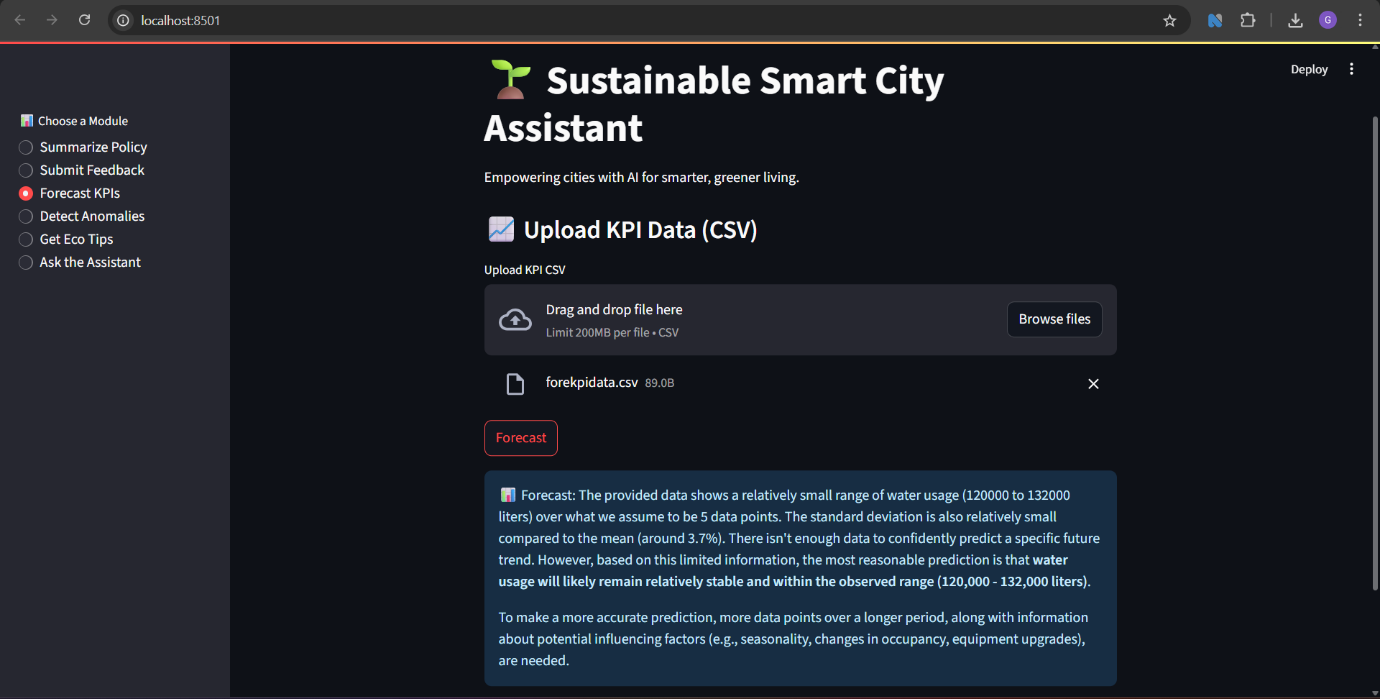 localhost:8501
G
Deploy
Choose a Module
Summarize Policy
Submit Feedback
Forecast KPIs
Detect Anomalies
Get Eco Tips
Ask the Assistant
Sustainable Smart City
Assistant
Empowering cities with AI for smarter, greener living.
Upload KPI Data (CSV)
Upload KPI CSV
Drag and drop file here
Limit 200MB per file • CSV
Browse files
forekpidata.csv 89.0B
Forecast
Forecast: The provided data shows a relatively small range of water usage (120000 to 132000
liters) over what we assume to be 5 data points. The standard deviation is also relatively small
compared to the mean (around 3.7%). There isn't enough data to confidently predict a specific future
trend. However, based on this limited information, the most reasonable prediction is that water
usage will likely remain relatively stable and within the observed range (120,000 - 132,000 liters).
To make a more accurate prediction, more data points over a longer period, along with information
about potential influencing factors (e.g., seasonality, changes in occupancy, equipment upgrades),
are needed.